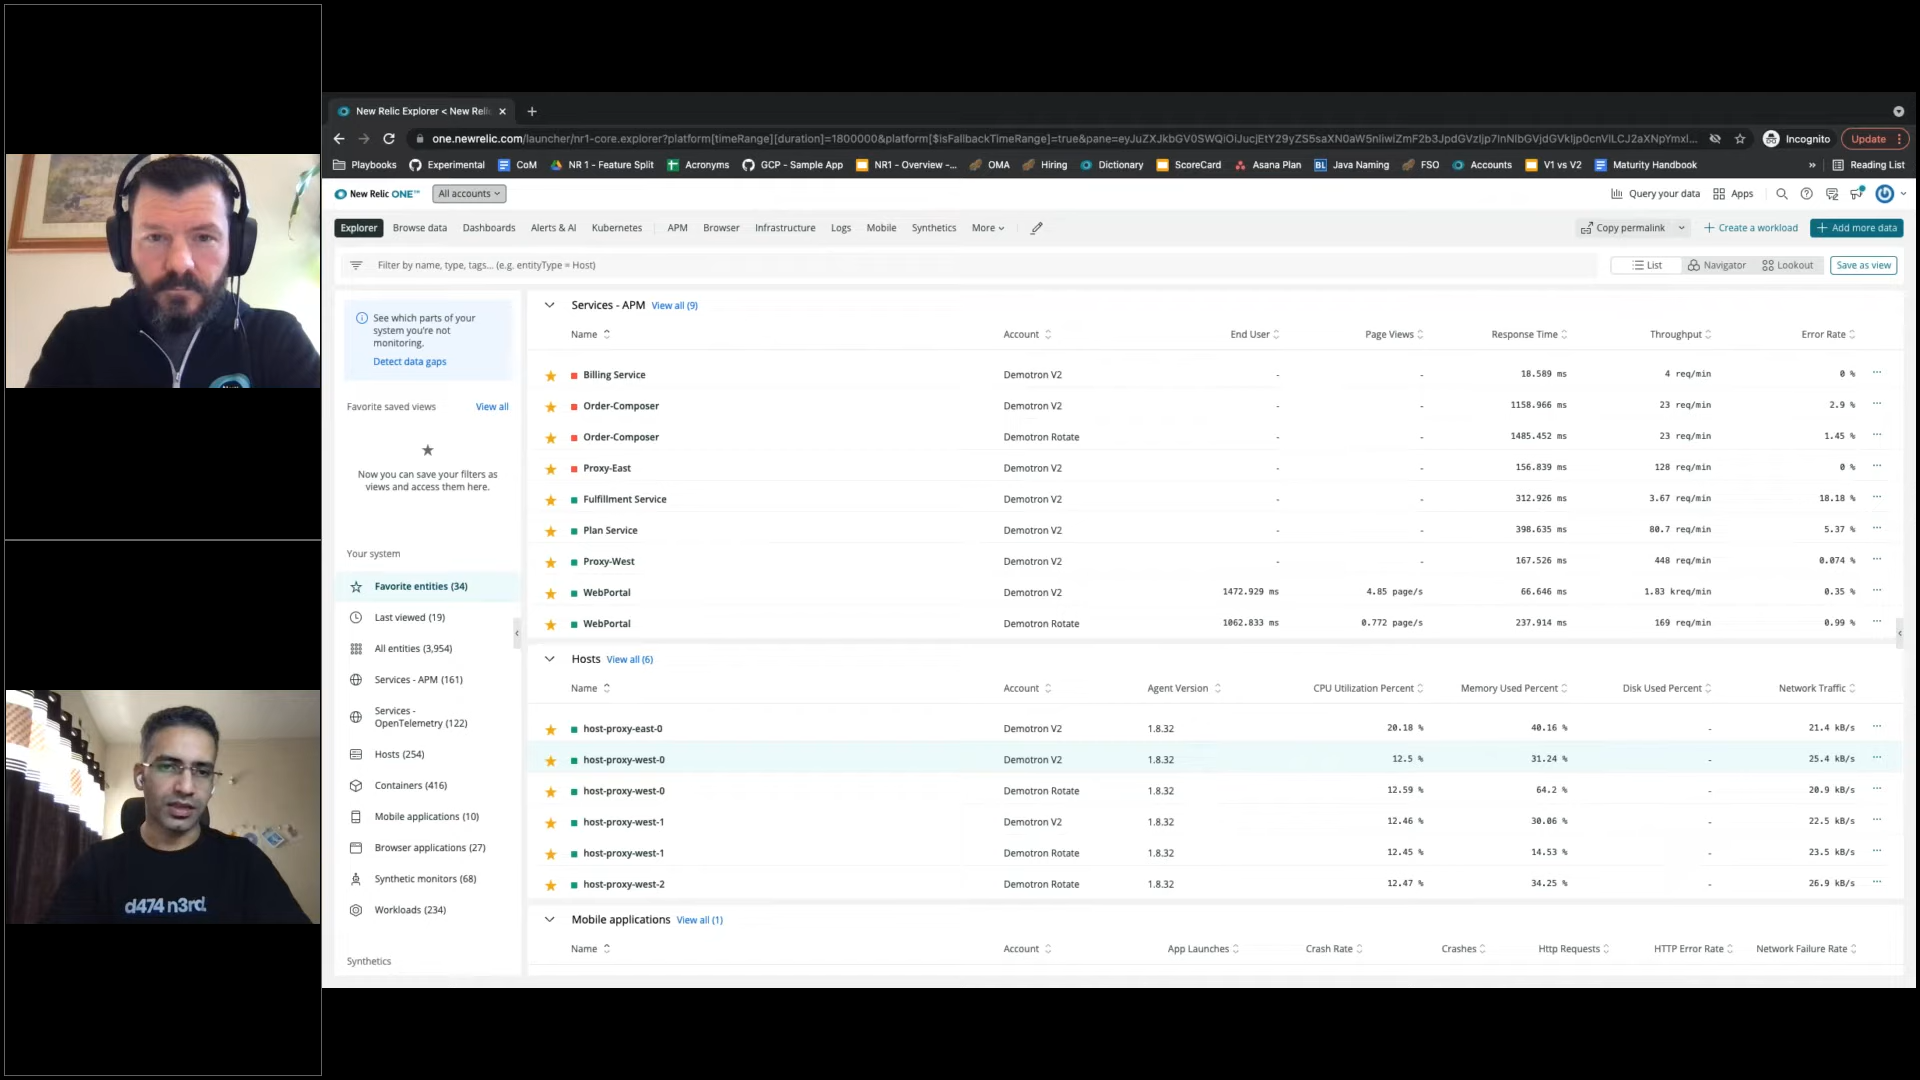 New Relic Explorer < New Reli
one.newrelic.com/launcher/nr1-core.explorer?platform[timeRange][duration]=1800000&platform[$isFallbackTimeRange]=true&pane=
Incognito
Update
Playbooks Experimental CoM NR 1 - Feature Split Acronyms GCP - Sample App NR1 - Overview -... OMA Hiring Dictionary ScoreCard Asana Plan Java Naming FSO Accounts V1 vs V2 Maturity Handbook » Reading List
New Relic ONE™ All accounts Query your data Apps
Explorer Browse data Dashboards Alerts & AI Kubernetes APM Browser Infrastructure Logs Mobile Synthetics More Copy permalink + Create a workload + Add more data
Filter by name, type, tags... (e.g. entityType = Host) List Navigator Lookout Save as view
See which parts of your
system you're not
monitoring.
Detect data gaps
Favorite saved views View all
Now you can save your filters as
views and access them here.
Your system
Favorite entities (34)
Last viewed (19)
All entities (3,954)
Services - APM (161)
Services -
OpenTelemetry (122)
Hosts (254)
Containers (416)
Mobile applications (10)
Browser applications (27)
Synthetic monitors (68)
Workloads (234)
Synthetics
Services - APM View all (9)
Name Account End User Page Views Response Time Throughput Error Rate
Billing Service Demotron V2 - - 18.589 ms 4 req/min 0 % ...
Order-Composer Demotron V2 - - 1158.966 ms 23 req/min 2.9 % ...
Order-Composer Demotron Rotate - - 1485.452 ms 23 req/min 1.45 % ...
Proxy-East Demotron V2 - - 156.839 ms 128 req/min 0 % ...
Fulfillment Service Demotron V2 - - 312.926 ms 3.67 req/min 18.18 % ...
Plan Service Demotron V2 - - 398.635 ms 80.7 req/min 5.37 % ...
Proxy-West Demotron V2 - - 167.526 ms 448 req/min 0.074 % ...
WebPortal Demotron V2 1472.929 ms 4.85 page/s 66.646 ms 1.83 kreq/min 0.35 % ...
WebPortal Demotron Rotate 1062.833 ms 0.772 page/s 237.914 ms 169 req/min 0.99 % ...
Hosts View all (6)
Name Account Agent Version CPU Utilization Percent Memory Used Percent Disk Used Percent Network Traffic
host-proxy-east-0 Demotron V2 1.8.32 20.18 % 40.16 % - 21.4 kB/s ...
host-proxy-west-0 Demotron V2 1.8.32 12.5 % 31.24 % - 25.4 kB/s ...
host-proxy-west-0 Demotron Rotate 1.8.32 12.59 % 64.2 % - 20.9 kB/s ...
host-proxy-west-1 Demotron V2 1.8.32 12.46 % 30.06 % - 22.5 kB/s ...
host-proxy-west-1 Demotron Rotate 1.8.32 12.45 % 14.53 % - 23.5 kB/s ...
host-proxy-west-2 Demotron Rotate 1.8.32 12.47 % 34.25 % - 26.9 kB/s ...
Mobile applications View all (1)
Name Account App Launches Crash Rate Crashes Http Requests HTTP Error Rate Network Failure Rate
d474 n3rd.